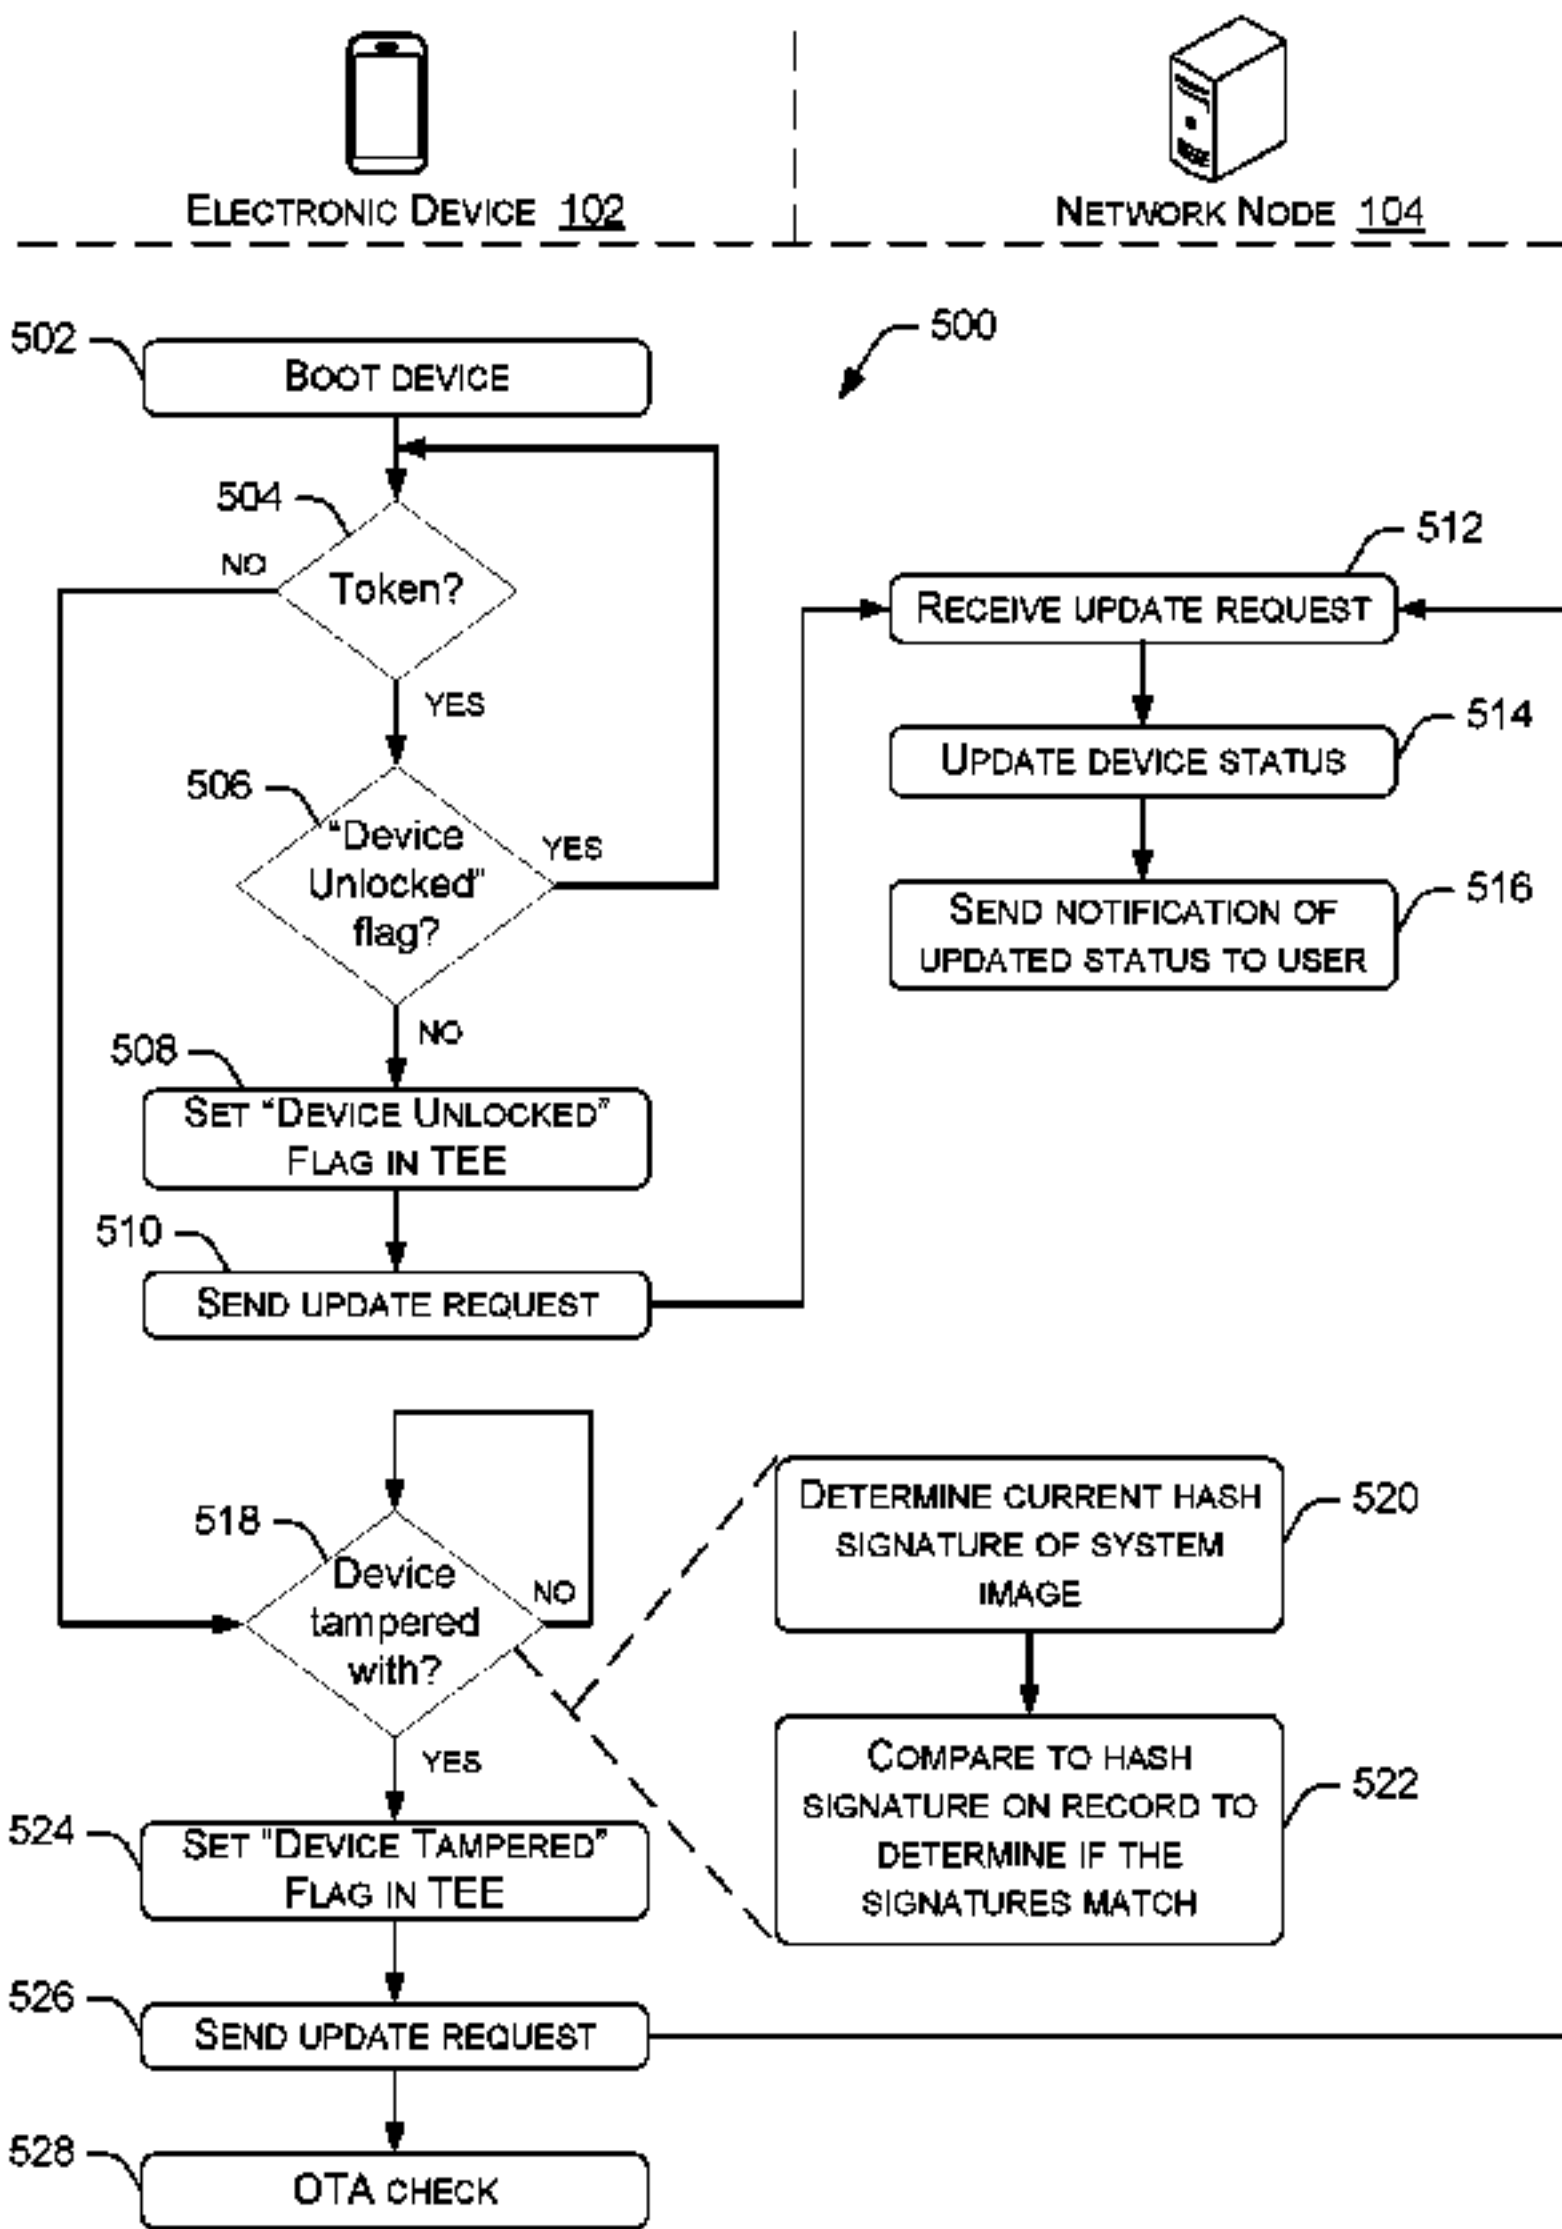 ELECTRONIC DEVICE 102
NETWORK NODE 104
500
502
BOOT DEVICE
504
NO
Token?
YES
506
"Device
Unlocked"
flag?
YES
NO
508
SET "DEVICE UNLOCKED"
FLAG IN TEE
510
SEND UPDATE REQUEST
512
RECEIVE UPDATE REQUEST
514
UPDATE DEVICE STATUS
516
SEND NOTIFICATION OF
UPDATED STATUS TO USER
518
Device
tampered
with?
NO
YES
520
DETERMINE CURRENT HASH
SIGNATURE OF SYSTEM
IMAGE
522
COMPARE TO HASH
SIGNATURE ON RECORD TO
DETERMINE IF THE
SIGNATURES MATCH
524
SET "DEVICE TAMPERED"
FLAG IN TEE
526
SEND UPDATE REQUEST
528
OTA CHECK